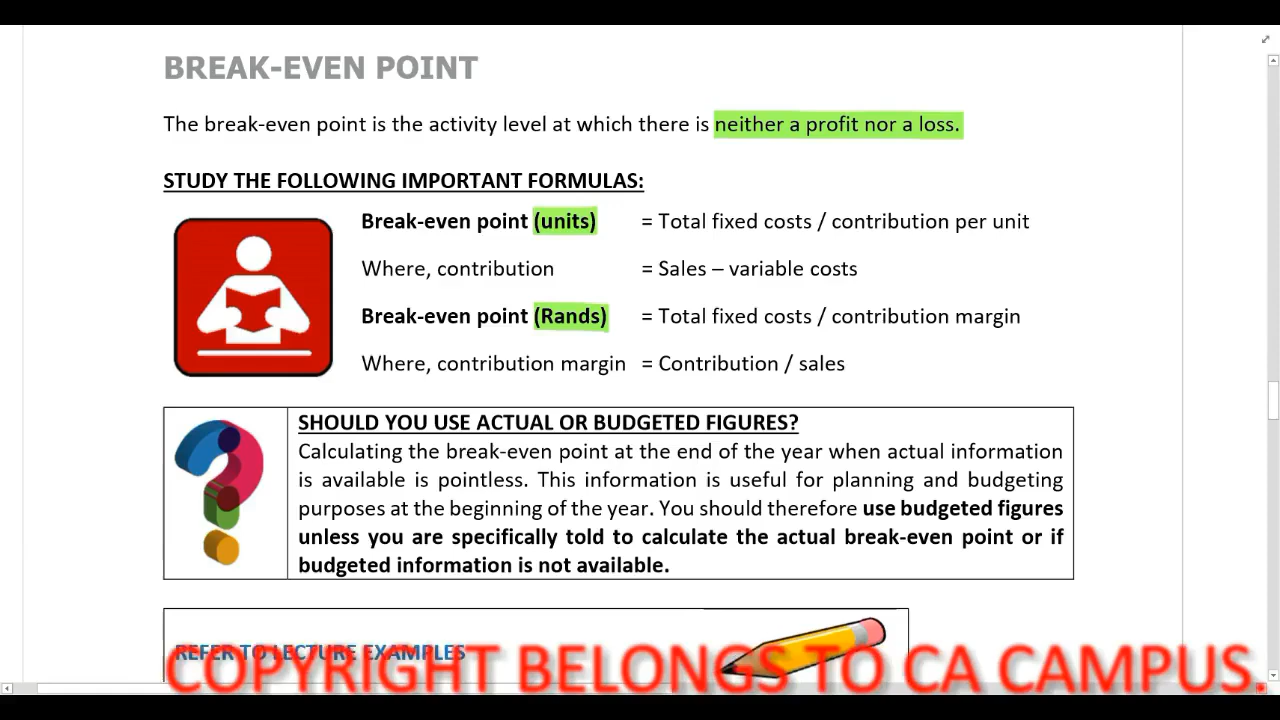 BREAK-EVEN POINT
The break-even point is the activity level at which there is neither a profit nor a loss.
STUDY THE FOLLOWING IMPORTANT FORMULAS:
Break-even point (units) = Total fixed costs / contribution per unit
Where, contribution = Sales – variable costs
Break-even point (Rands) = Total fixed costs / contribution margin
Where, contribution margin = Contribution / sales
SHOULD YOU USE ACTUAL OR BUDGETED FIGURES?
Calculating the break-even point at the end of the year when actual information
is available is pointless. This information is useful for planning and budgeting
purposes at the beginning of the year. You should therefore use budgeted figures
unless you are specifically told to calculate the actual break-even point or if
budgeted information is not available.
REFER TO LECTURE EXAMPLES
COPYRIGHT BELONGS TO CA CAMPUS.